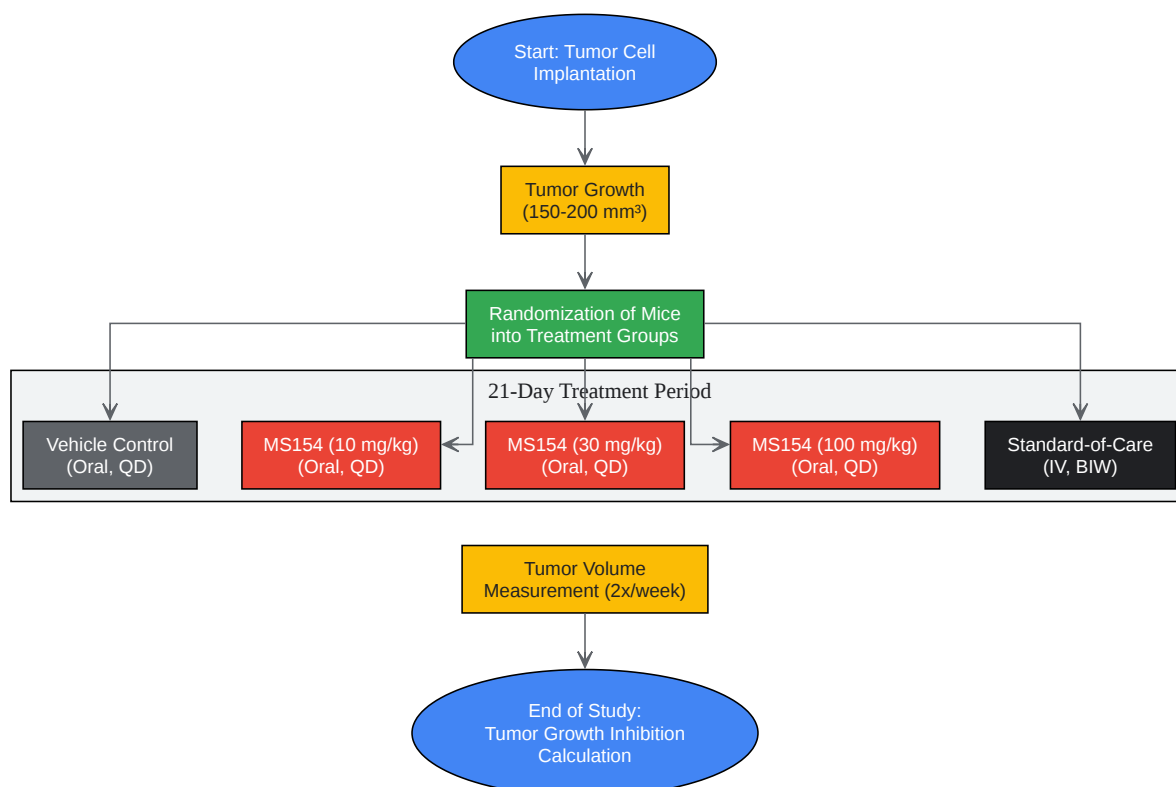 Start: Tumor Cell
Implantation
Tumor Growth
(150-200 mm³)
Randomization of Mice
into Treatment Groups
21-Day Treatment Period
Vehicle Control
(Oral, QD)
MS154 (10 mg/kg)
(Oral, QD)
MS154 (30 mg/kg)
(Oral, QD)
MS154 (100 mg/kg)
(Oral, QD)
Standard-of-Care
(IV, BIW)
Tumor Volume
Measurement (2x/week)
End of Study:
Tumor Growth Inhibition
Calculation